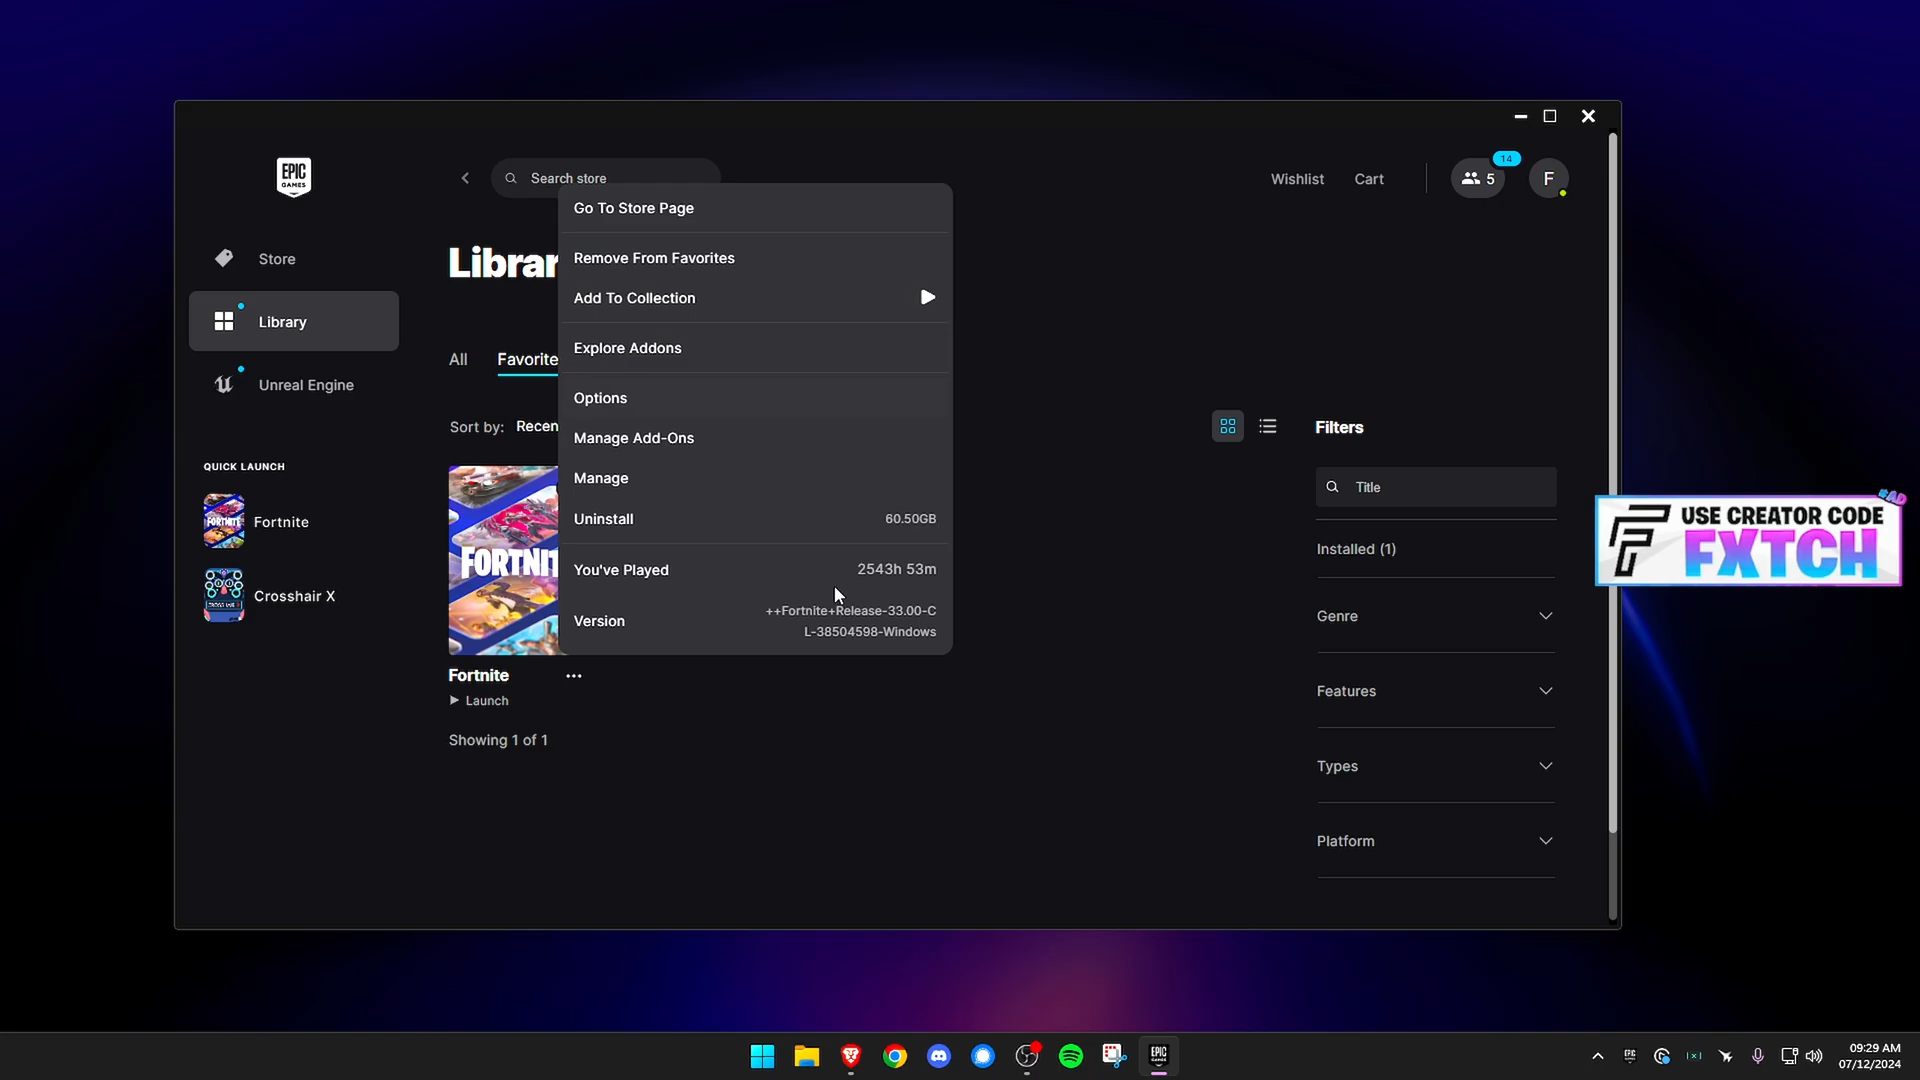 EPIC
GAMES
Search store
Wishlist
Cart
5
14
F
Go To Store Page
Remove From Favorites
Add To Collection
Explore Addons
Options
Manage Add-Ons
Manage
Uninstall 60.50GB
You've Played 2543h 53m
Version ++Fortnite+Release-33.00-C
L-38504598-Windows
Store
Library
Unreal Engine
QUICK LAUNCH
FORTNITE
Fortnite
Crosshair X
Librar
All
Favorite
Sort by: Recen
FORTNIT
Fortnite
Launch
Showing 1 of 1
Filters
Title
Installed (1)
Genre
Features
Types
Platform
#AD
USE CREATOR CODE
FXTCH
EPIC
GAMES
09:29 AM
07/12/2024